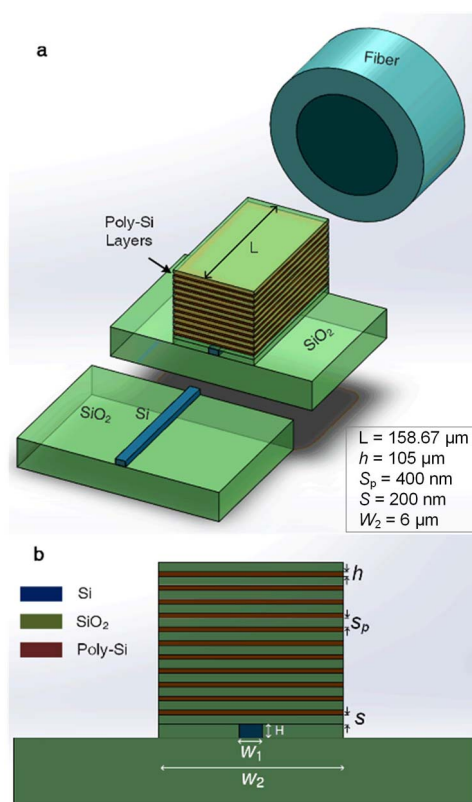 a
Fiber
Poly-Si
Layers
L
SiO₂
SiO₂
Si
L = 158.67 μm
h = 105 μm
Sₚ = 400 nm
S = 200 nm
W₂ = 6 μm
b
Si
SiO₂
Poly-Si
h
sₚ
s
H
w₁
w₂